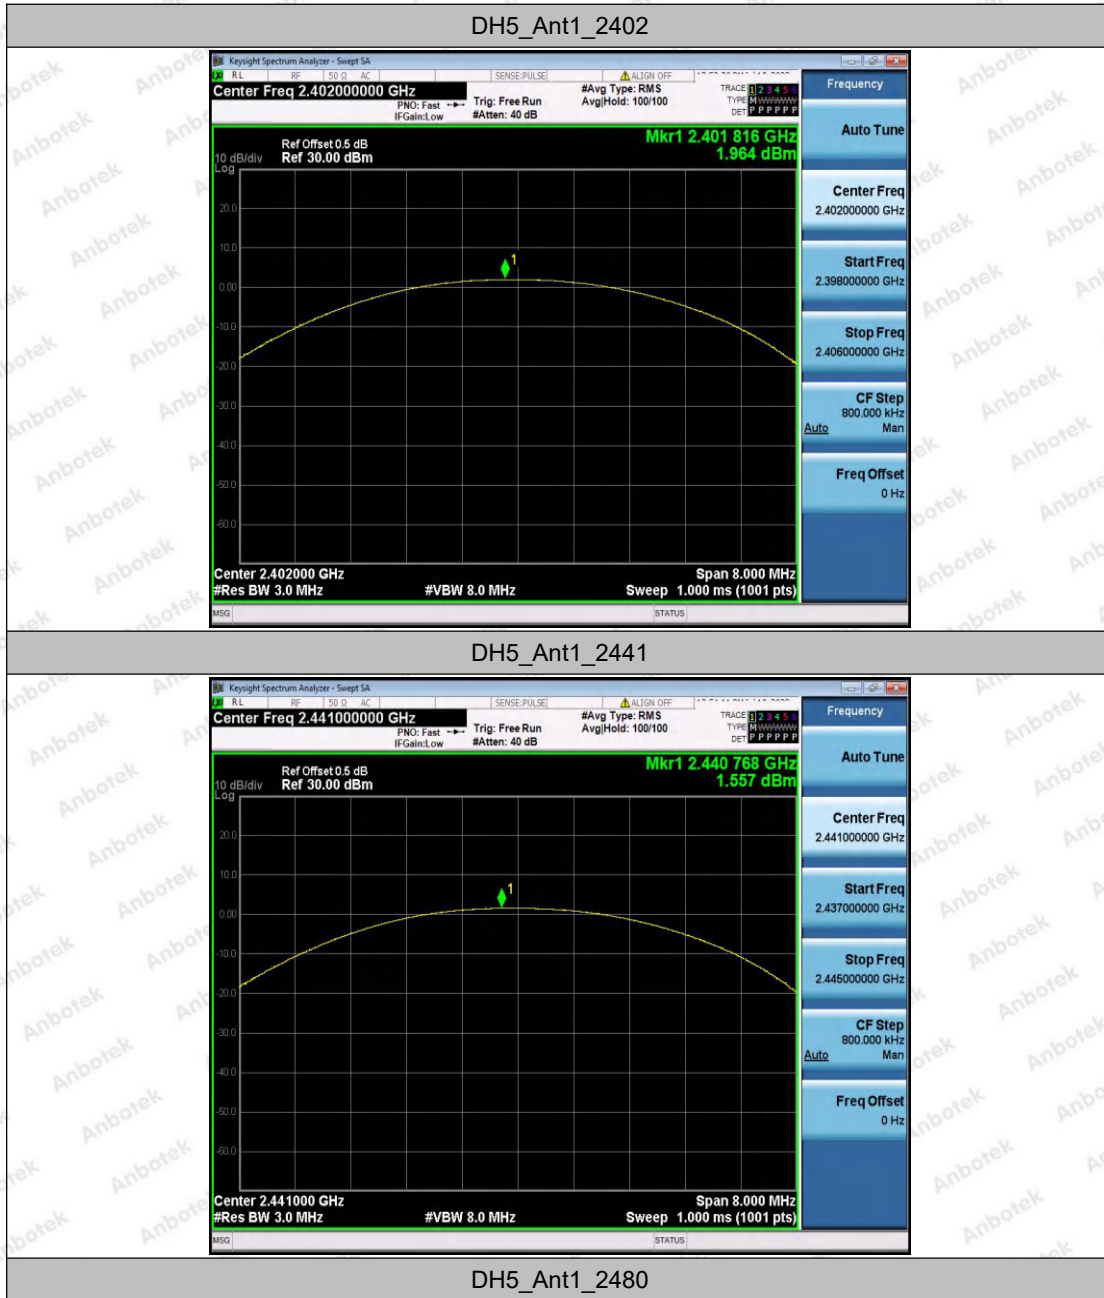 DH5_Ant1_2402
Keysight Spectrum Analyzer - Swept SA
RL RF 50 Ω AC SENSE:PULSE ALIGN OFF
Center Freq 2.402000000 GHz #Avg Type: RMS TRACE 1 2 3 4 5 6
PNO: Fast Trig: Free Run Avg|Hold: 100/100 TYPE M W W W W W
IFGain:Low #Atten: 40 dB DET P P P P P P
Mkr1 2.401 816 GHz
1.964 dBm
Ref Offset 0.5 dB
10 dB/div Ref 30.00 dBm
Log
20.0
10.0
1
0.00
-10.0
-20.0
-30.0
-40.0
-50.0
-60.0
Center 2.402000 GHz Span 8.000 MHz
#Res BW 3.0 MHz #VBW 8.0 MHz Sweep 1.000 ms (1001 pts)
MSG STATUS
Frequency
Auto Tune
Center Freq
2.402000000 GHz
Start Freq
2.398000000 GHz
Stop Freq
2.406000000 GHz
CF Step
800.000 kHz
Auto Man
Freq Offset
0 Hz
DH5_Ant1_2441
Keysight Spectrum Analyzer - Swept SA
RL RF 50 Ω AC SENSE:PULSE ALIGN OFF
Center Freq 2.441000000 GHz #Avg Type: RMS TRACE 1 2 3 4 5 6
PNO: Fast Trig: Free Run Avg|Hold: 100/100 TYPE M W W W W W
IFGain:Low #Atten: 40 dB DET P P P P P P
Mkr1 2.440 768 GHz
1.557 dBm
Ref Offset 0.5 dB
10 dB/div Ref 30.00 dBm
Log
20.0
10.0
1
0.00
-10.0
-20.0
-30.0
-40.0
-50.0
-60.0
Center 2.441000 GHz Span 8.000 MHz
#Res BW 3.0 MHz #VBW 8.0 MHz Sweep 1.000 ms (1001 pts)
MSG STATUS
Frequency
Auto Tune
Center Freq
2.441000000 GHz
Start Freq
2.437000000 GHz
Stop Freq
2.445000000 GHz
CF Step
800.000 kHz
Auto Man
Freq Offset
0 Hz
DH5_Ant1_2480
Anbotek